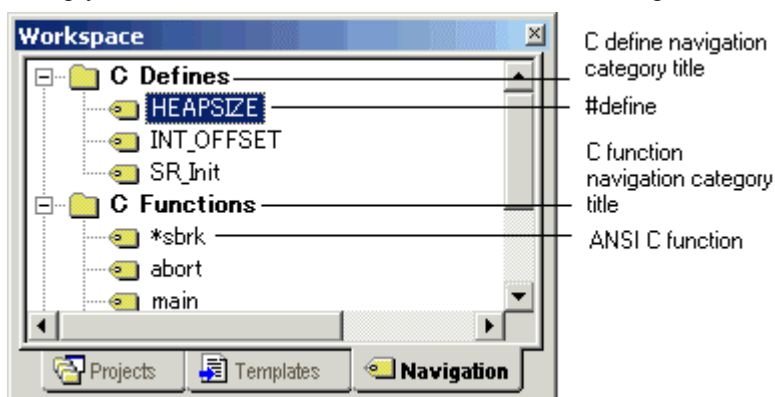 Workspace
C Defines
HEAPSIZE
INT_OFFSET
SR_Init
C Functions
*sbrk
abort
main
Projects
Templates
Navigation
C define navigation
category title
#define
C function
navigation category
title
ANSI C function